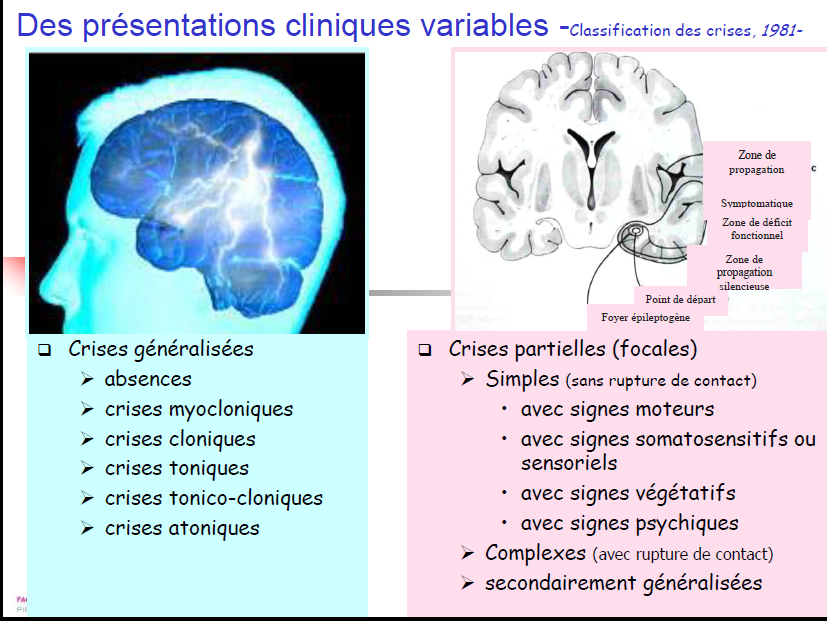 Des présentations cliniques variables -Classification des crises, 1981-
Zone de
propagation
c
Symptomatique
Zone de déficit
fonctionnel
Zone de
propagation
silencieuse
Point de départ
Foyer épileptogène
Crises généralisées
absences
crises myocloniques
crises cloniques
crises toniques
crises tonico-cloniques
crises atoniques
Crises partielles (focales)
Simples (sans rupture de contact)
avec signes moteurs
avec signes somatosensitifs ou
sensoriels
avec signes végétatifs
avec signes psychiques
Complexes (avec rupture de contact)
secondairement généralisées